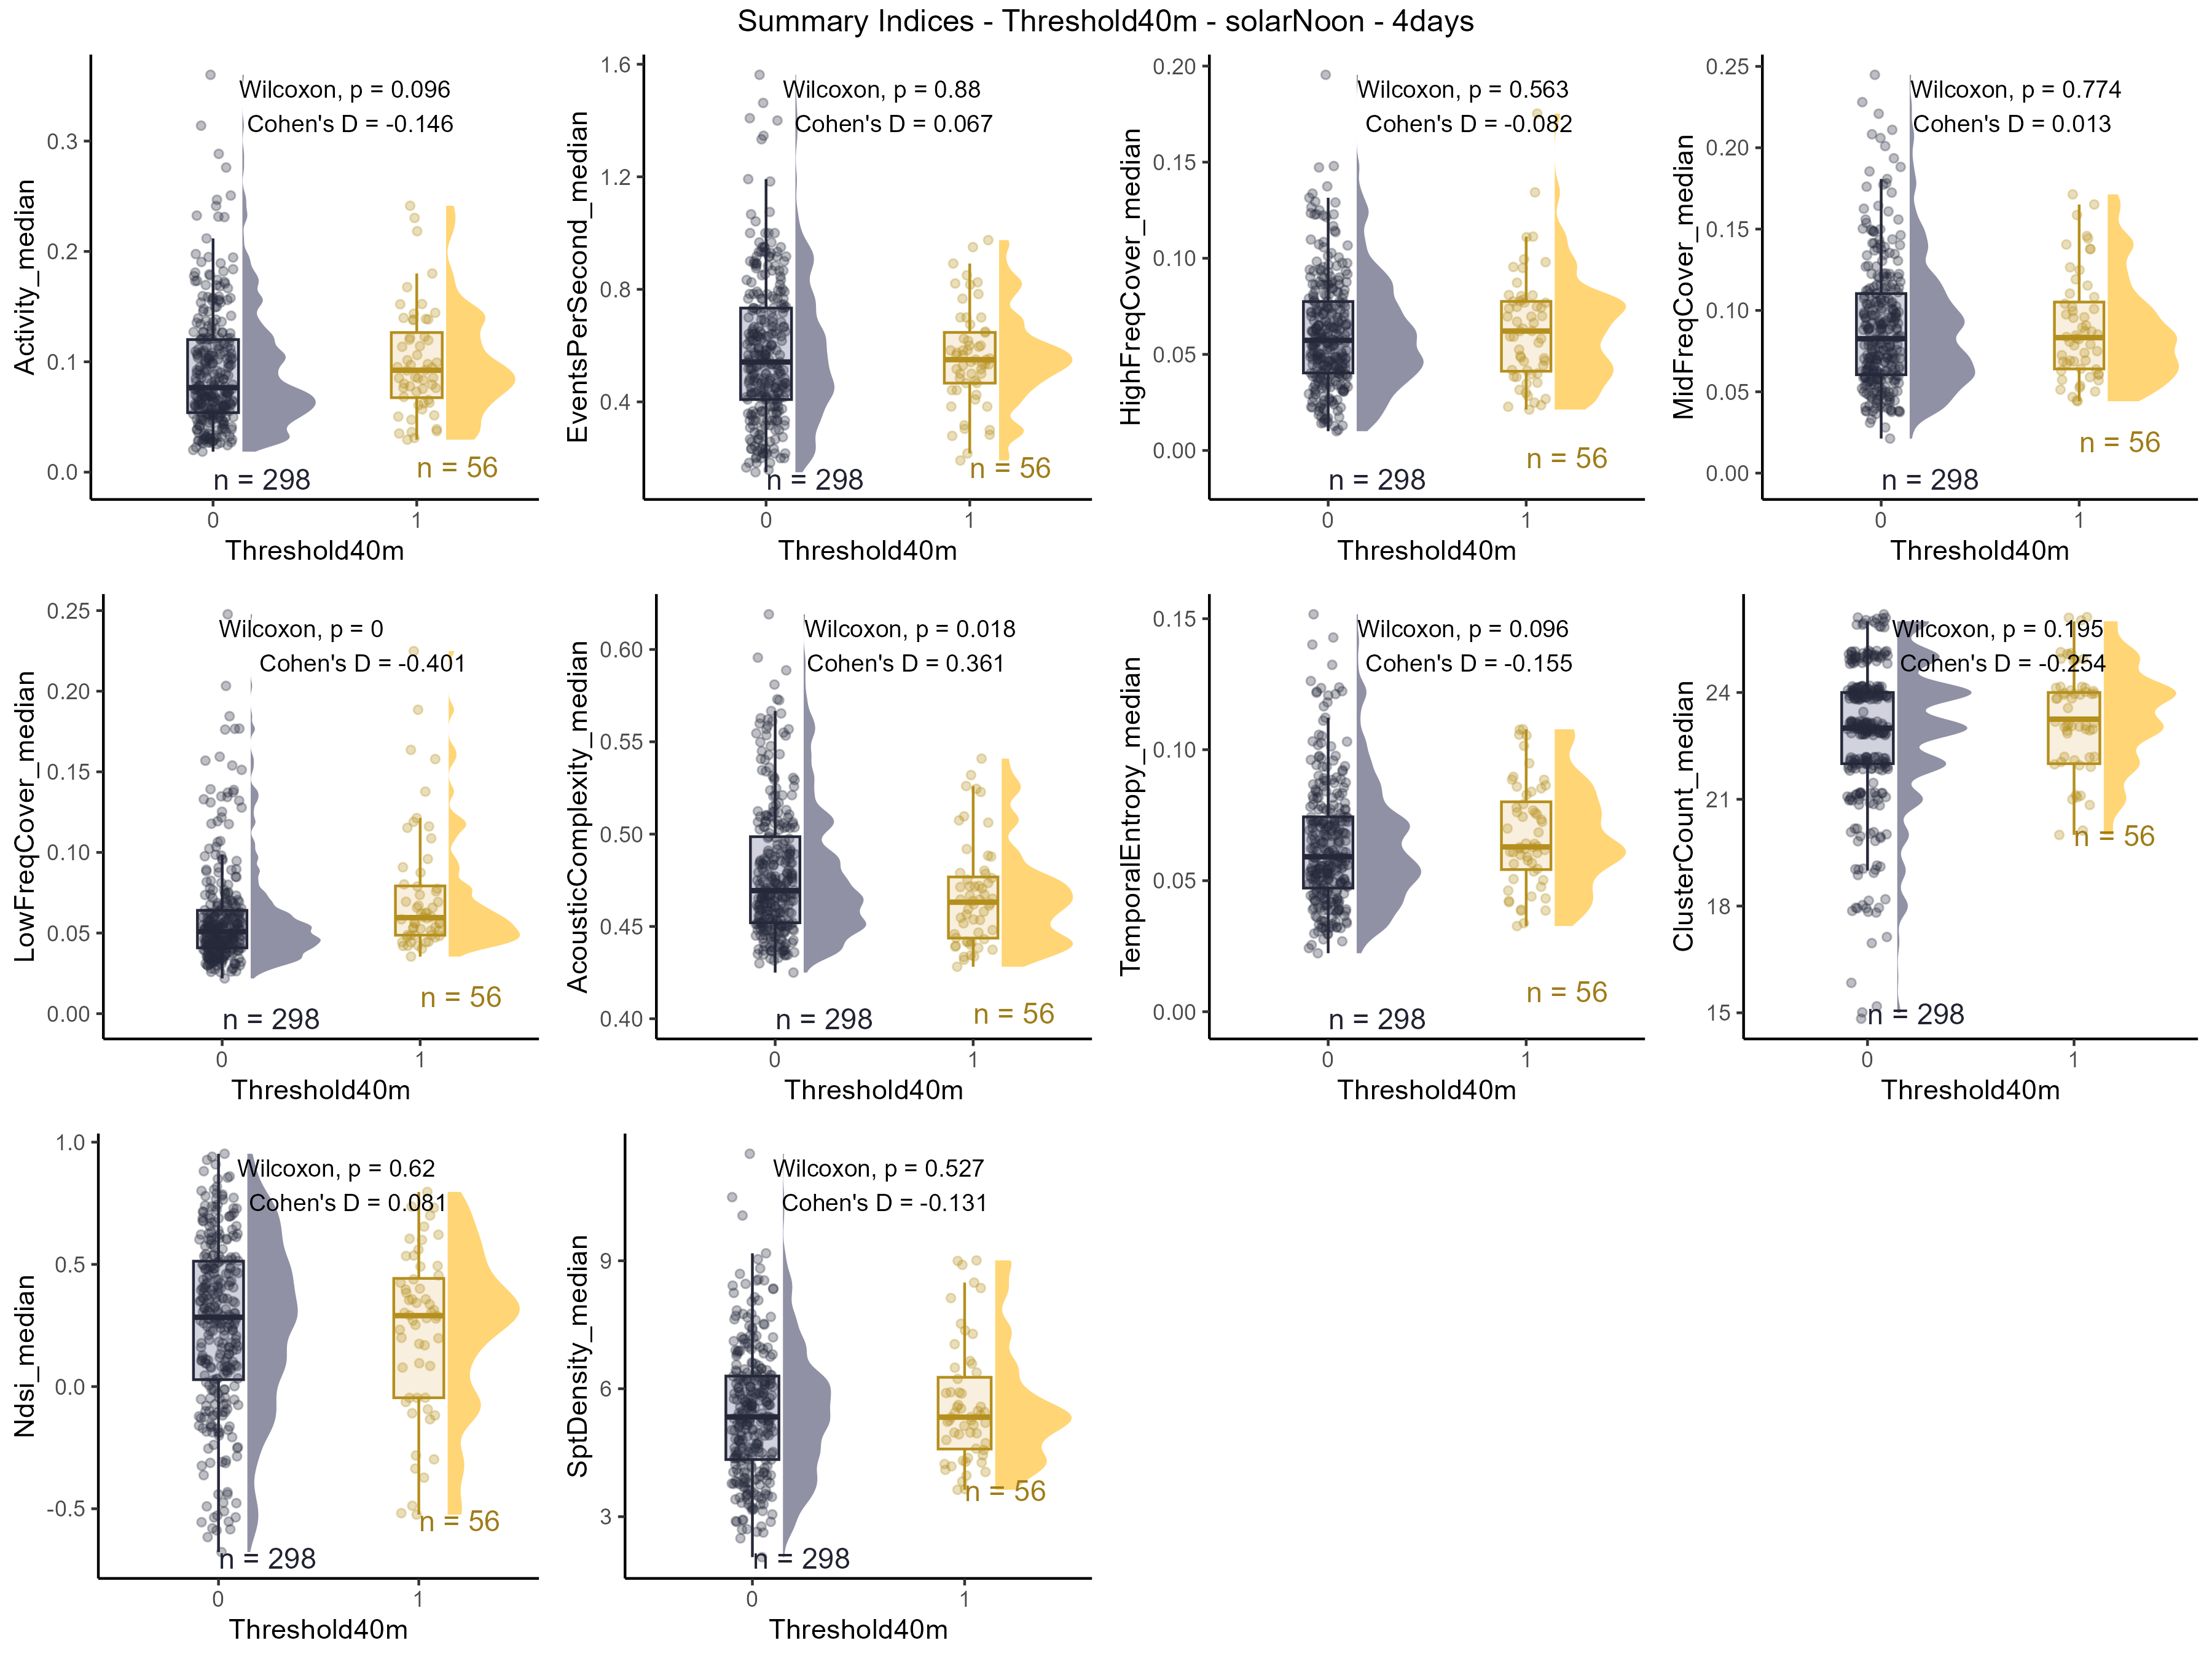 Summary Indices - Threshold40m - solarNoon - 4days
Activity_median
0.3
0.2
0.1
0.0
Wilcoxon, p = 0.096
Cohen's D = -0.146
n = 298
n = 56
0
1
Threshold40m
EventsPerSecond_median
1.6
1.2
0.8
0.4
Wilcoxon, p = 0.88
Cohen's D = 0.067
n = 298
n = 56
0
1
Threshold40m
HighFreqCover_median
0.20
0.15
0.10
0.05
0.00
Wilcoxon, p = 0.563
Cohen's D = -0.082
n = 298
n = 56
0
1
Threshold40m
MidFreqCover_median
0.25
0.20
0.15
0.10
0.05
0.00
Wilcoxon, p = 0.774
Cohen's D = 0.013
n = 298
n = 56
0
1
Threshold40m
LowFreqCover_median
0.25
0.20
0.15
0.10
0.05
0.00
Wilcoxon, p = 0
Cohen's D = -0.401
n = 298
n = 56
0
1
Threshold40m
AcousticComplexity_median
0.60
0.55
0.50
0.45
0.40
Wilcoxon, p = 0.018
Cohen's D = 0.361
n = 298
n = 56
0
1
Threshold40m
TemporalEntropy_median
0.15
0.10
0.05
0.00
Wilcoxon, p = 0.096
Cohen's D = -0.155
n = 298
n = 56
0
1
Threshold40m
ClusterCount_median
24
21
18
15
Wilcoxon, p = 0.195
Cohen's D = -0.254
n = 298
n = 56
0
1
Threshold40m
Ndsi_median
1.0
0.5
0.0
-0.5
Wilcoxon, p = 0.62
Cohen's D = 0.081
n = 298
n = 56
0
1
Threshold40m
SptDensity_median
9
6
3
Wilcoxon, p = 0.527
Cohen's D = -0.131
n = 298
n = 56
0
1
Threshold40m